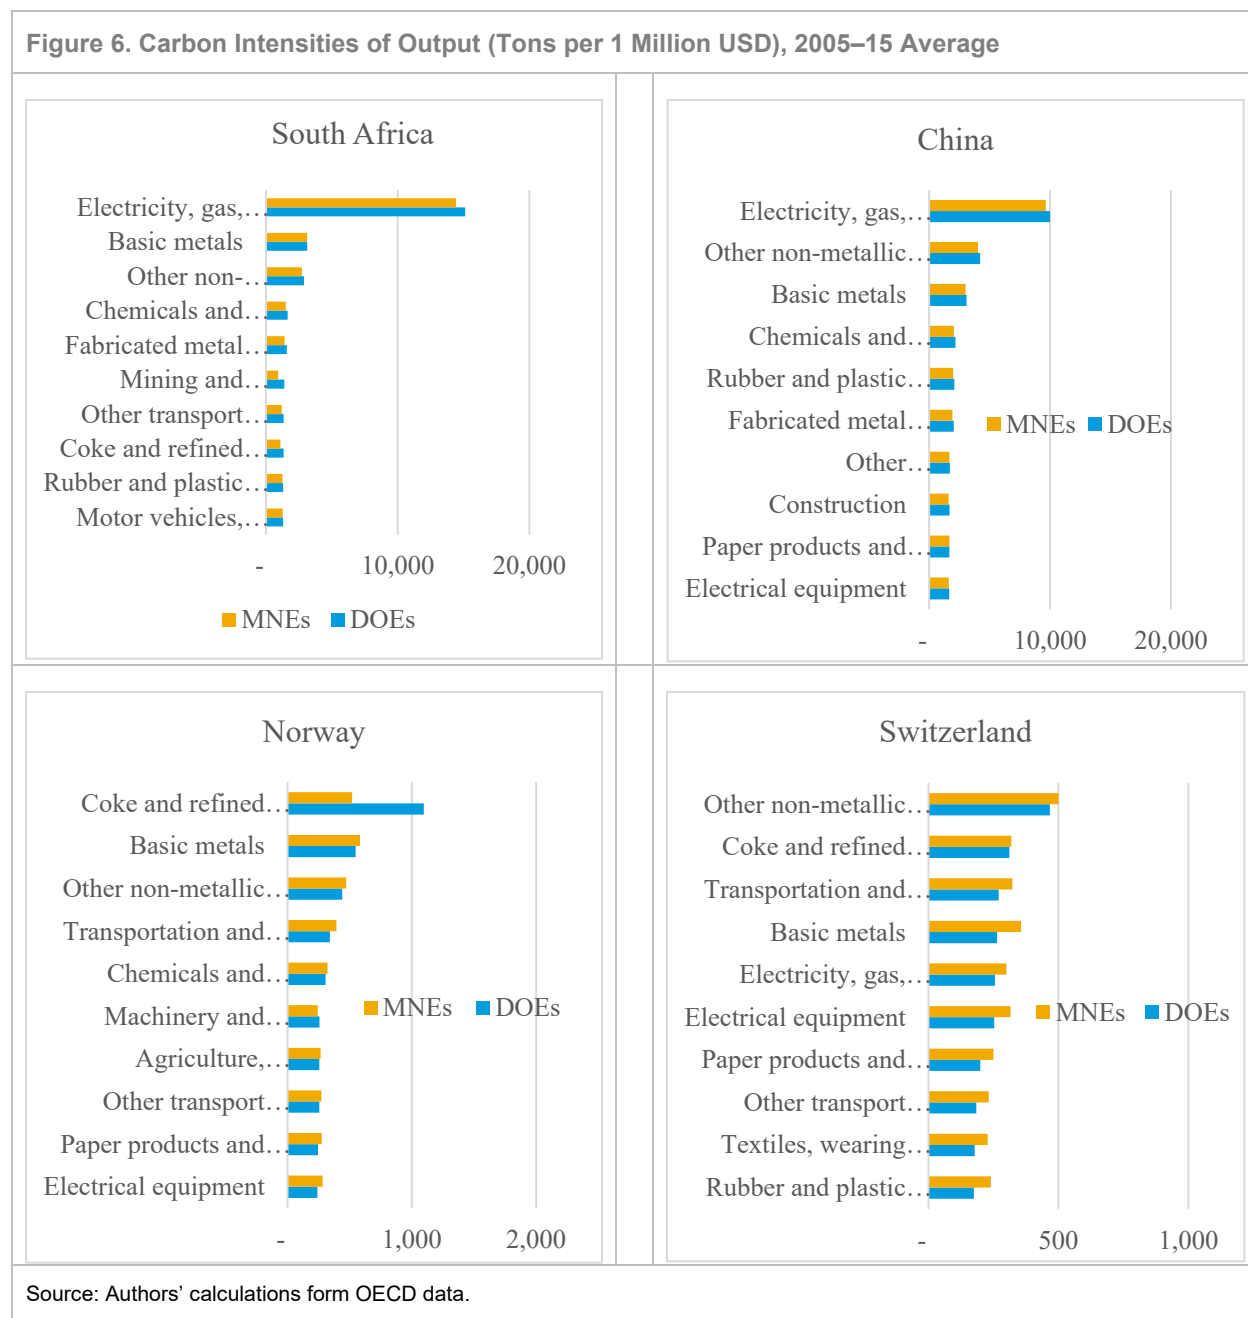 Figure 6. Carbon Intensities of Output (Tons per 1 Million USD), 2005–15 Average
South Africa
Electricity, gas,…
Basic metals
Other non-…
Chemicals and…
Fabricated metal…
Mining and…
Other transport…
Coke and refined…
Rubber and plastic…
Motor vehicles,…
- 10,000 20,000
MNEs DOEs
China
Electricity, gas,…
Other non-metallic…
Basic metals
Chemicals and…
Rubber and plastic…
Fabricated metal…
MNEs DOEs
Other…
Construction
Paper products and…
Electrical equipment
- 10,000 20,000
Norway
Coke and refined…
Basic metals
Other non-metallic…
Transportation and…
Chemicals and…
MNEs DOEs
Machinery and…
Agriculture,…
Other transport…
Paper products and…
Electrical equipment
- 1,000 2,000
Switzerland
Other non-metallic…
Coke and refined…
Transportation and…
Basic metals
Electricity, gas,…
Electrical equipment
MNEs DOEs
Paper products and…
Other transport…
Textiles, wearing…
Rubber and plastic…
- 500 1,000
Source: Authors’ calculations form OECD data.